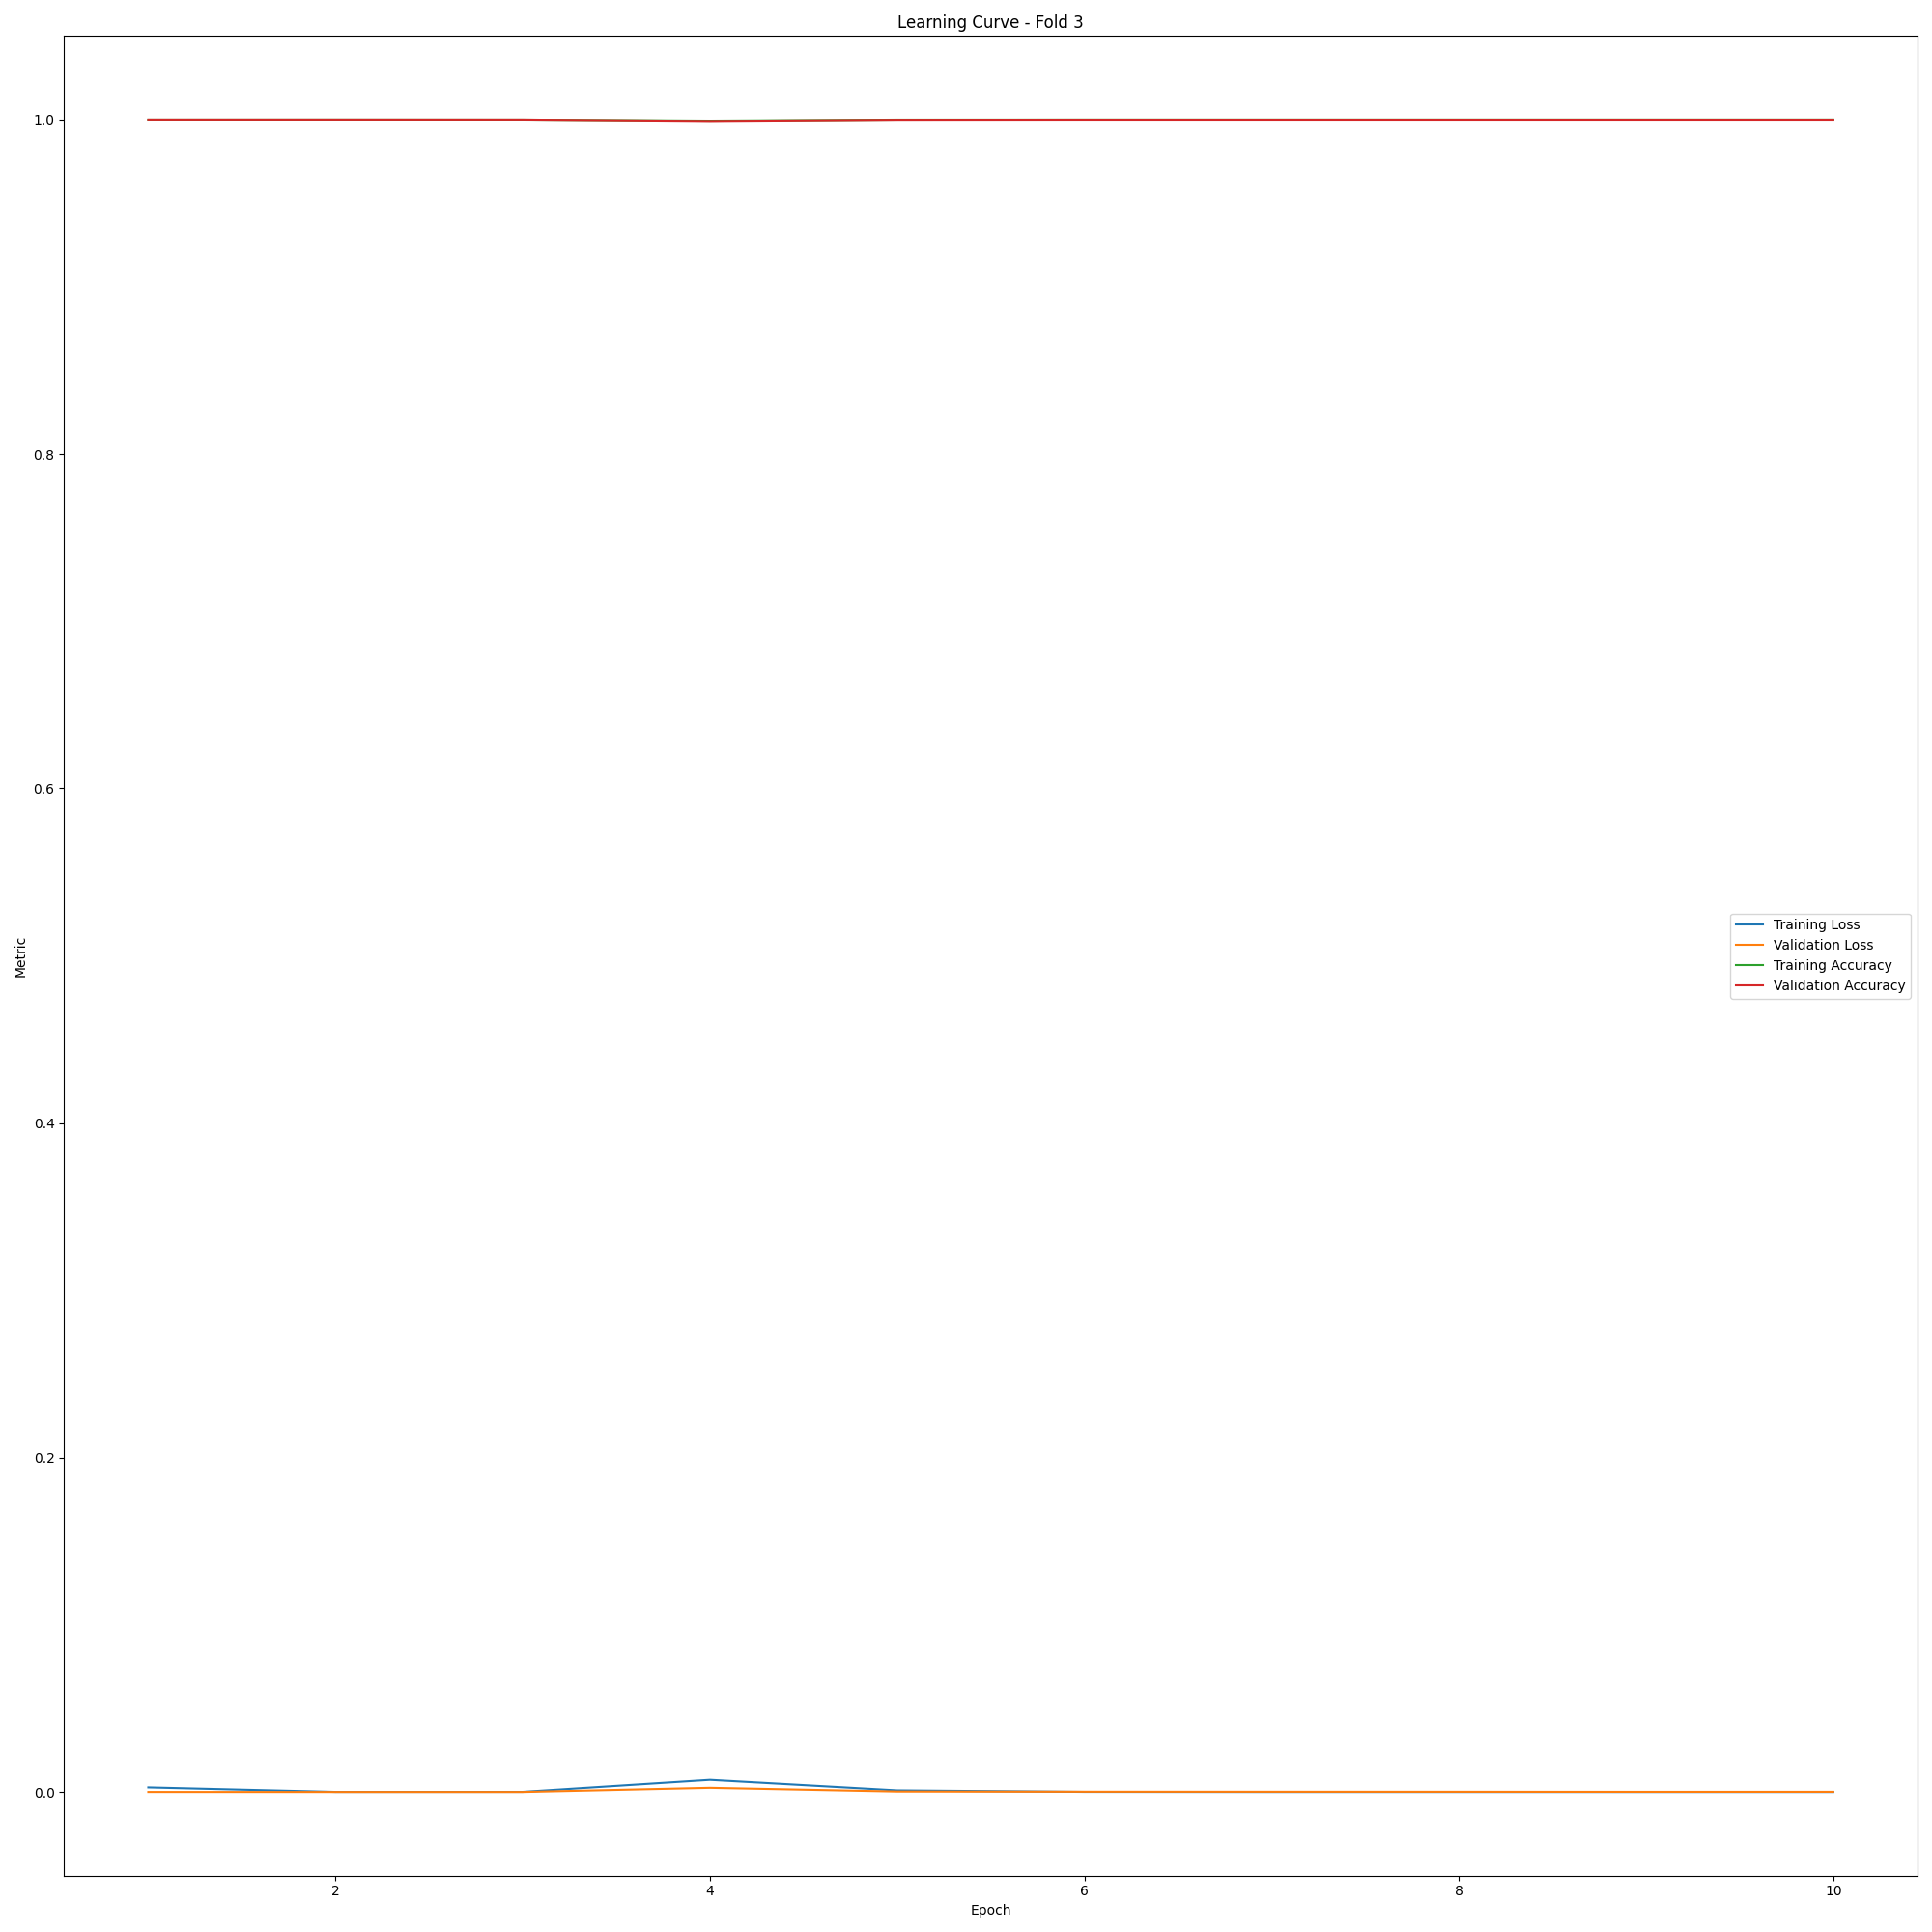 Learning Curve - Fold 3
1.0
0.8
0.6
0.4
0.2
0.0
Metric
Training Loss
Validation Loss
Training Accuracy
Validation Accuracy
2 4 6 8 10
Epoch